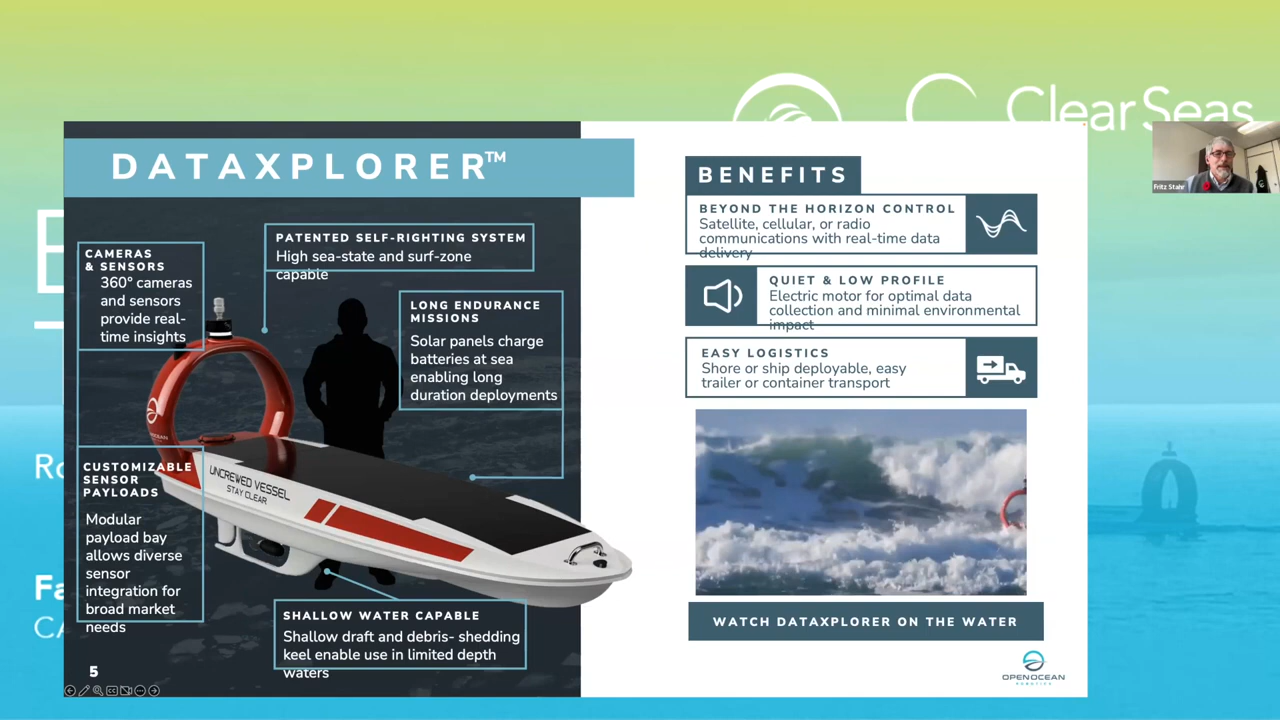 ClearSeas
DATAXPLORER™
BENEFITS
BEYOND THE HORIZON CONTROL
Satellite, cellular, or radio
communications with real-time data
delivery
QUIET & LOW PROFILE
Electric motor for optimal data
collection and minimal environmental
impact
EASY LOGISTICS
Shore or ship deployable, easy
trailer or container transport
WATCH DATAXPLORER ON THE WATER
OPENOCEAN
ROBOTICS
PATENTED SELF-RIGHTING SYSTEM
High sea-state and surf-zone
capable
CAMERAS
& SENSORS
360° cameras
and sensors
provide real-
time insights
LONG ENDURANCE
MISSIONS
Solar panels charge
batteries at sea
enabling long
duration deployments
CUSTOMIZABLE
SENSOR
PAYLOADS
Modular
payload bay
allows diverse
sensor
integration for
broad market
needs
UNCREWED VESSEL
STAY CLEAR
SHALLOW WATER CAPABLE
Shallow draft and debris- shedding
keel enable use in limited depth
waters
5
Fritz Stahr